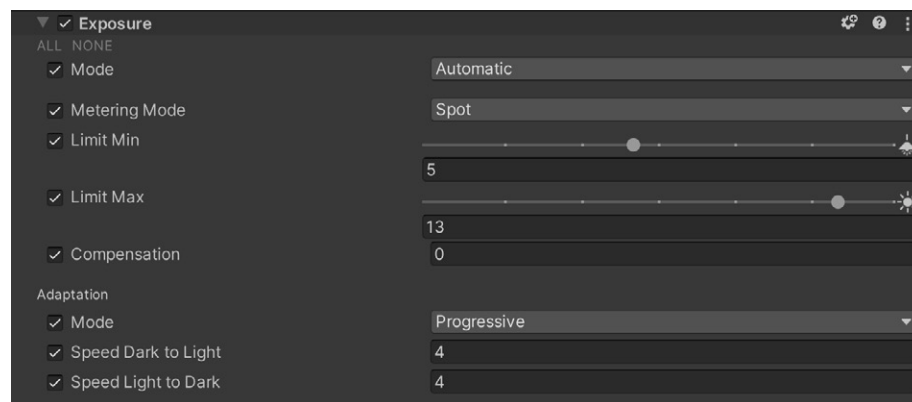 Exposure
ALL NONE
Mode Automatic
Metering Mode Spot
Limit Min
5
Limit Max
13
Compensation 0
Adaptation
Mode Progressive
Speed Dark to Light 4
Speed Light to Dark 4